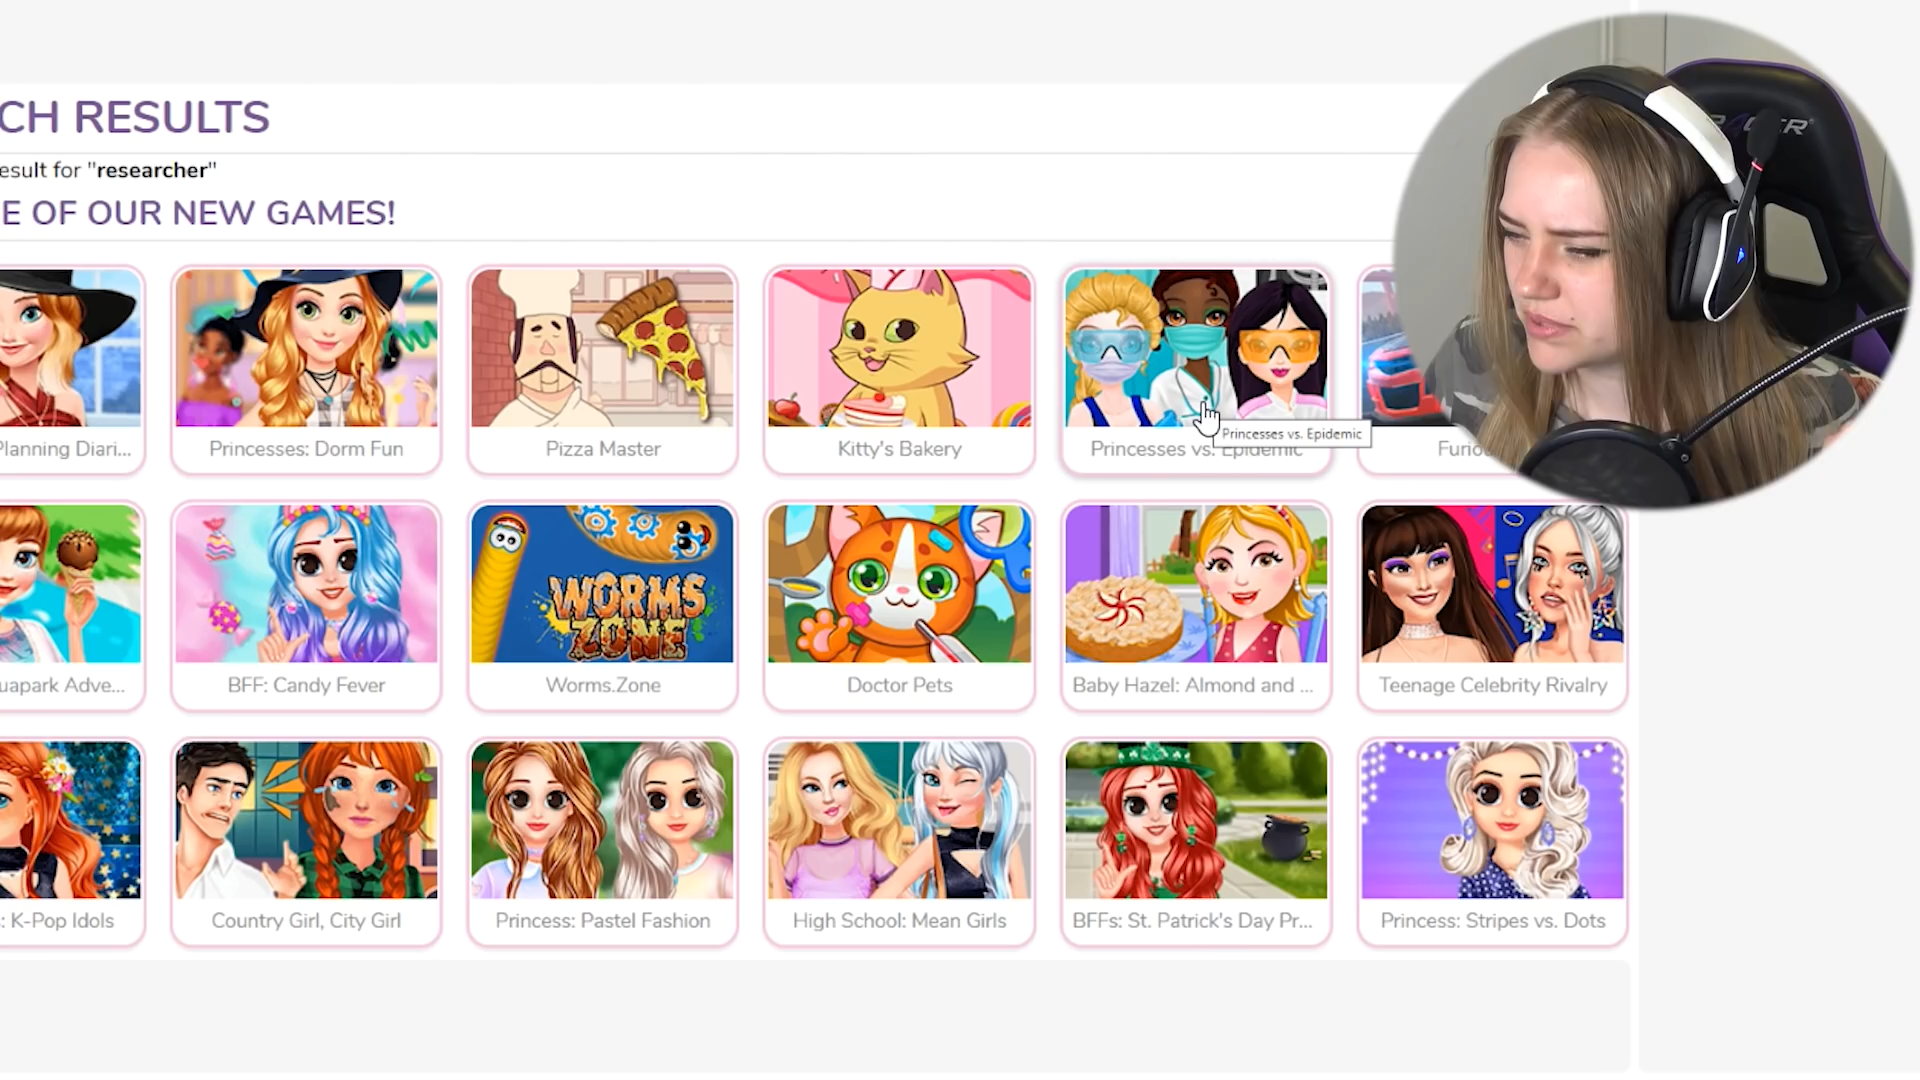 CH RESULTS
esult for "researcher"
E OF OUR NEW GAMES!
Planning Diari...
Princesses: Dorm Fun
Pizza Master
Kitty's Bakery
Princesses vs. Epidemic
Princesses vs. Epidemic
Furio
uapark Adve...
BFF: Candy Fever
WORMS
ZONE
Worms.Zone
Doctor Pets
Baby Hazel: Almond and ...
Teenage Celebrity Rivalry
: K-Pop Idols
Country Girl, City Girl
Princess: Pastel Fashion
High School: Mean Girls
BFFs: St. Patrick's Day Pr...
Princess: Stripes vs. Dots